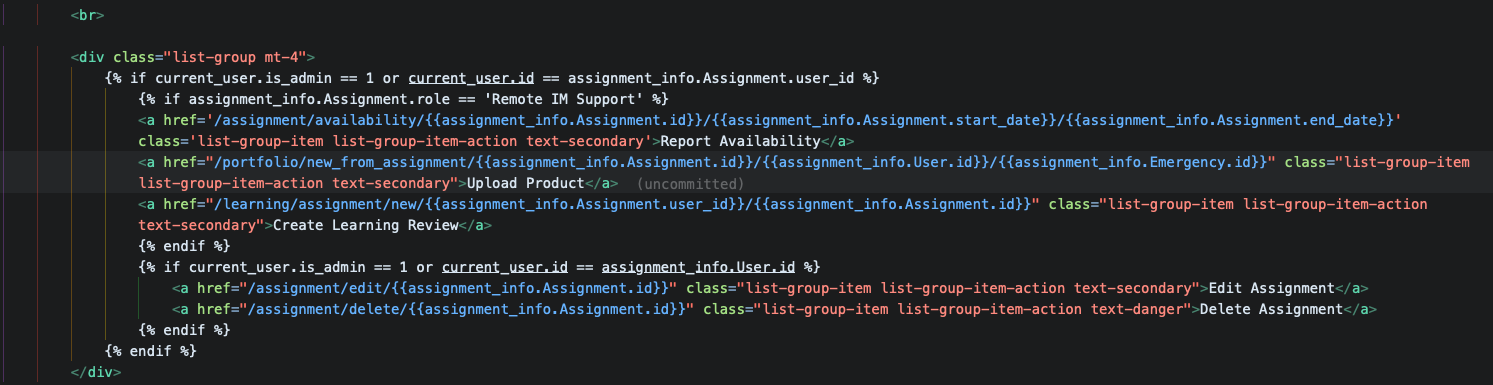 <br>
<div class="list-group mt-4">
{% if current_user.is_admin == 1 or current_user.id == assignment_info.Assignment.user_id %}
{% if assignment_info.Assignment.role == 'Remote IM Support' %}
<a href='/assignment/availability/{{assignment_info.Assignment.id}}/{{assignment_info.Assignment.start_date}}/{{assignment_info.Assignment.end_date}}'
class='list-group-item list-group-item-action text-secondary'>Report Availability</a>
<a href="/portfolio/new_from_assignment/{{assignment_info.Assignment.id}}/{{assignment_info.User.id}}/{{assignment_info.Emergency.id}}" class="list-group-item
list-group-item-action text-secondary">Upload Product</a> (uncommitted)
<a href="/learning/assignment/new/{{assignment_info.Assignment.user_id}}/{{assignment_info.Assignment.id}}" class="list-group-item list-group-item-action
text-secondary">Create Learning Review</a>
{% endif %}
{% if current_user.is_admin == 1 or current_user.id == assignment_info.User.id %}
<a href="/assignment/edit/{{assignment_info.Assignment.id}}" class="list-group-item list-group-item-action text-secondary">Edit Assignment</a>
<a href="/assignment/delete/{{assignment_info.Assignment.id}}" class="list-group-item list-group-item-action text-danger">Delete Assignment</a>
{% endif %}
{% endif %}
</div>